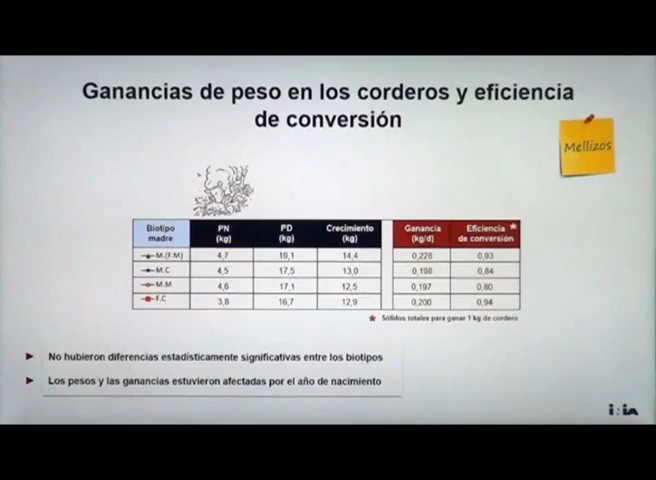 Ganancias de peso en los corderos y eficiencia
de conversión
Mellizos
Biotipo madre PN (kg) PD (kg) Crecimiento (kg) Ganancia (kg/d) Eficiencia * de conversión
M.(F.M) 4,7 19,1 14,4 0,228 0,93
M.C 4,5 17,5 13,0 0,198 0,84
M.M 4,6 17,1 12,5 0,197 0,80
F.C 3,8 16,7 12,9 0,200 0,94
* Sólidos totales para ganar 1 kg de cordero
No hubieron diferencias estadísticamente significativas entre los biotipos
Los pesos y las ganancias estuvieron afectadas por el año de nacimiento